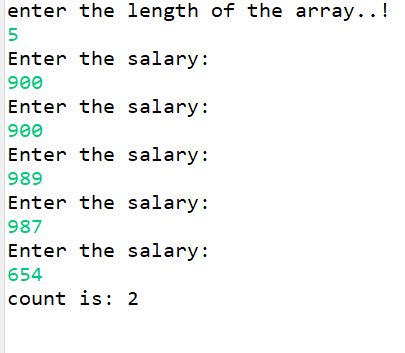 enter the length of the array..!
5
Enter the salary:
900
Enter the salary:
900
Enter the salary:
989
Enter the salary:
987
Enter the salary:
654
count is: 2